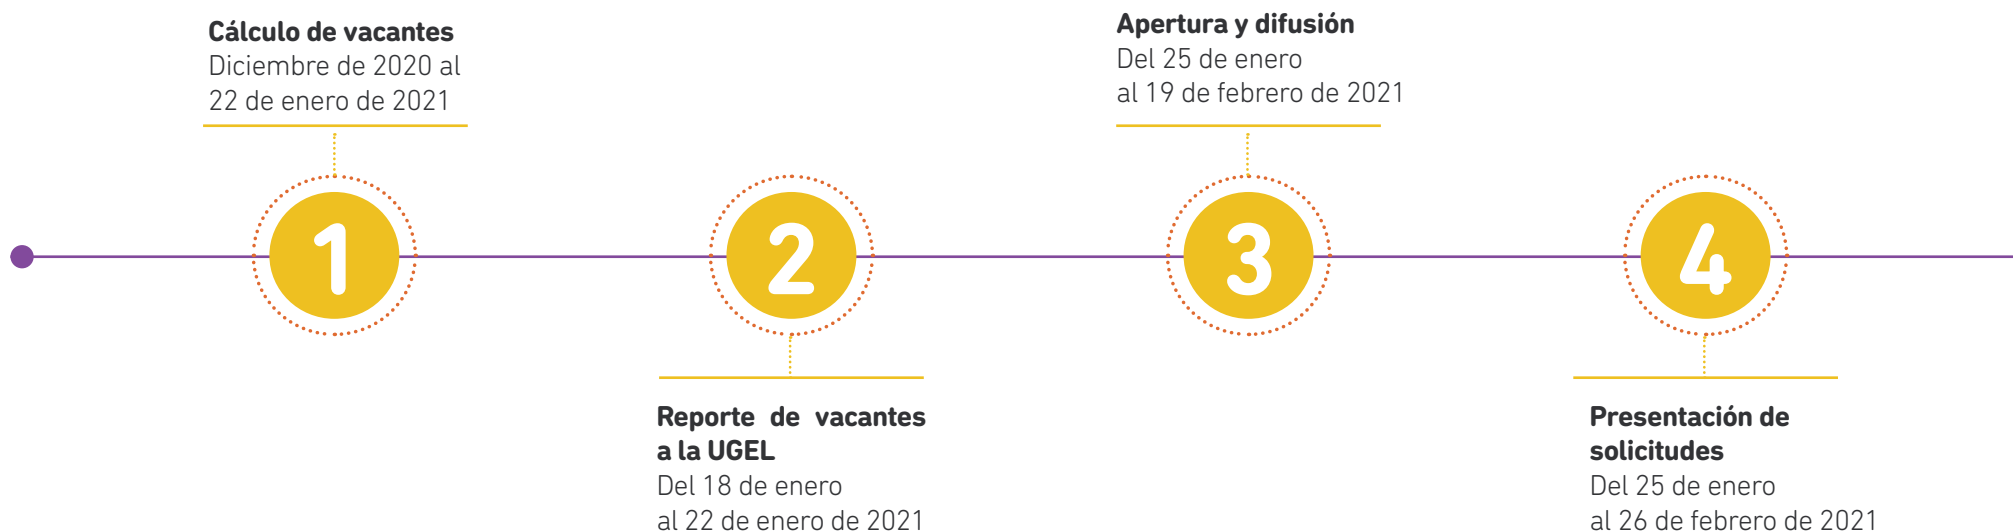 Cálculo de vacantes
Diciembre de 2020 al
22 de enero de 2021
1
2
Reporte de vacantes
a la UGEL
Del 18 de enero
al 22 de enero de 2021
Apertura y difusión
Del 25 de enero
al 19 de febrero de 2021
3
4
Presentación de
solicitudes
Del 25 de enero
al 26 de febrero de 2021